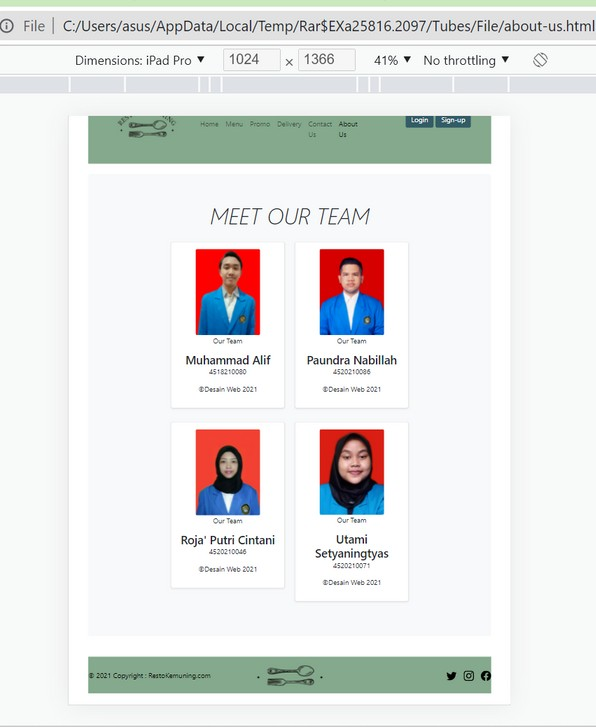 File C:/Users/asus/AppData/Local/Temp/Rar$EXa25816.2097/Tubes/File/about-us.html
Dimensions: iPad Pro ▼ 1024 × 1366 41% ▼ No throttling ▼
Home Menu Promo Delivery Contact Us About Us Login Sign-up
MEET OUR TEAM
Our Team
Muhammad Alif
4518210080
©Desain Web 2021
Our Team
Paundra Nabillah
4520210086
©Desain Web 2021
Our Team
Roja' Putri Cintani
4520210046
©Desain Web 2021
Our Team
Utami
Setyaningtyas
4520210071
©Desain Web 2021
© 2021 Copyright : RestoKemuning.com